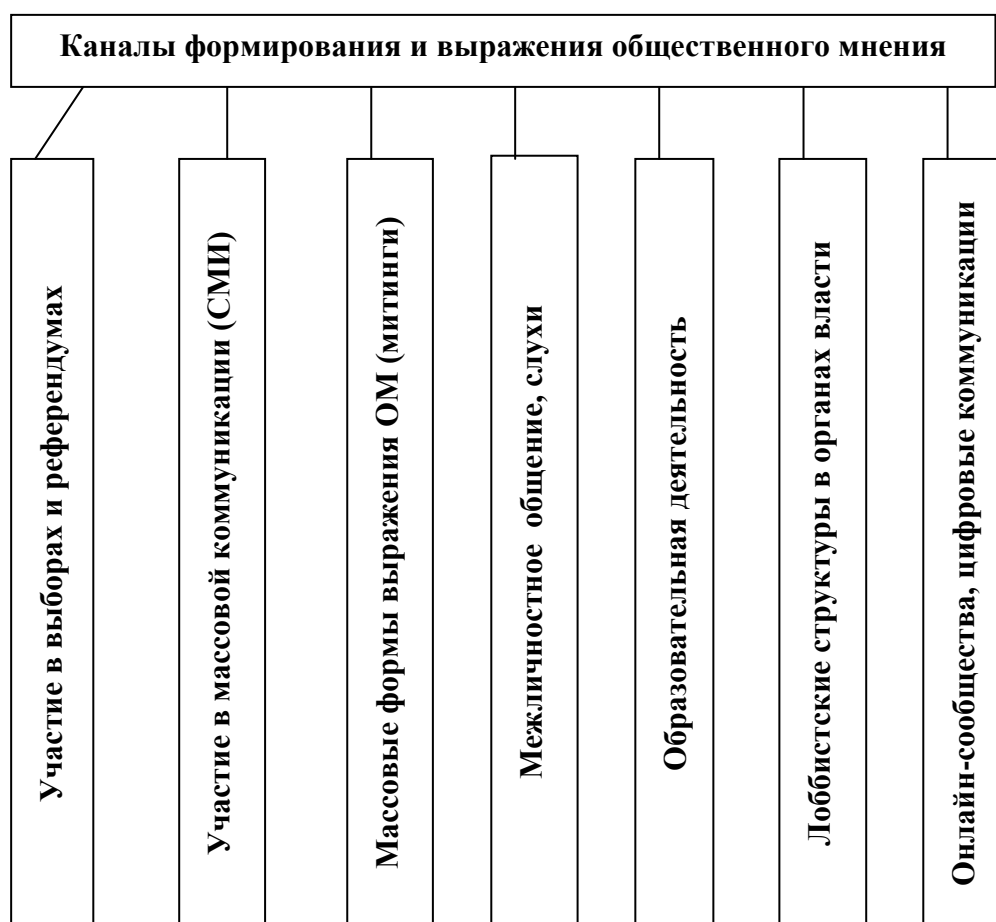 Каналы формирования и выражения общественного мнения
Участие в выборах и референдумах
Участие в массовой коммуникации (СМИ)
Массовые формы выражения ОМ (митинги)
Межличностное общение, слухи
Образовательная деятельность
Лоббистские структуры в органах власти
Онлайн-сообщества, цифровые коммуникации